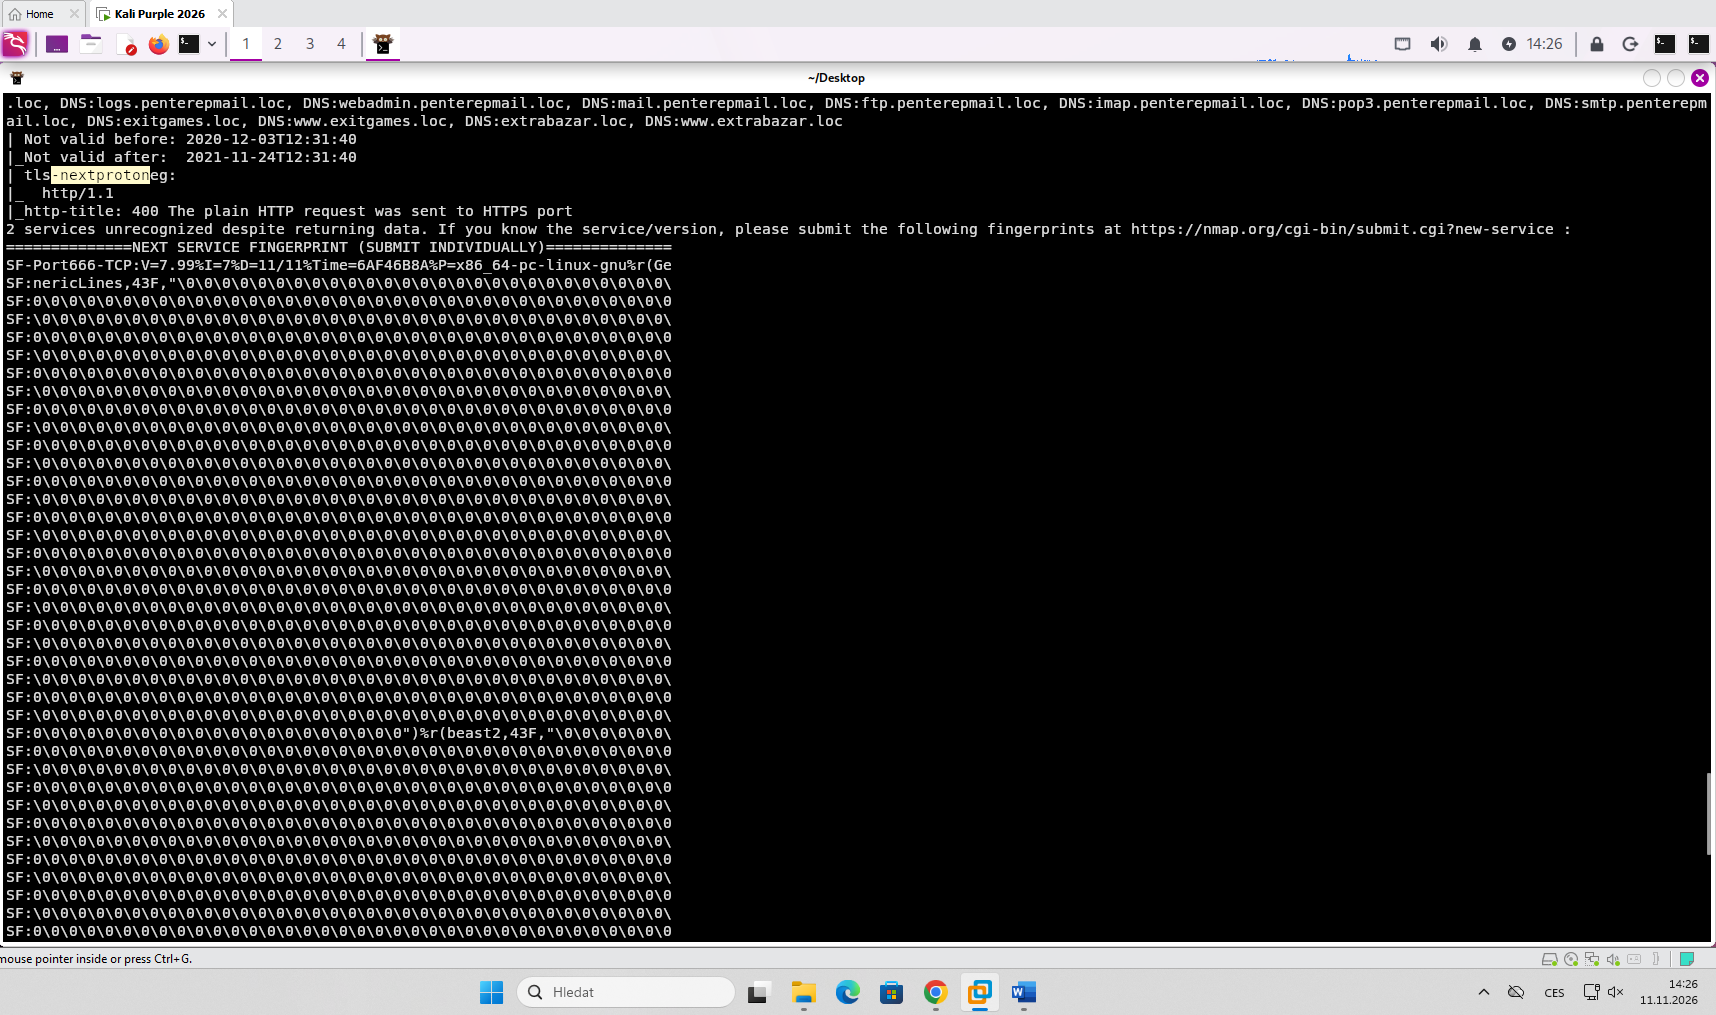 Home
Kali Purple 2026
1 2 3 4
14:26
~/Desktop
.loc, DNS:logs.penterepmail.loc, DNS:webadmin.penterepmail.loc, DNS:mail.penterepmail.loc, DNS:ftp.penterepmail.loc, DNS:imap.penterepmail.loc, DNS:pop3.penterepmail.loc, DNS:smtp.penterepm
ail.loc, DNS:exitgames.loc, DNS:www.exitgames.loc, DNS:extrabazar.loc, DNS:www.extrabazar.loc
| Not valid before: 2020-12-03T12:31:40
|_Not valid after:  2021-11-24T12:31:40
| tls-nextprotoneg:
|_  http/1.1
|_http-title: 400 The plain HTTP request was sent to HTTPS port
2 services unrecognized despite returning data. If you know the service/version, please submit the following fingerprints at https://nmap.org/cgi-bin/submit.cgi?new-service :
==============NEXT SERVICE FINGERPRINT (SUBMIT INDIVIDUALLY)==============
SF-Port666-TCP:V=7.99%I=7%D=11/11%Time=6AF46B8A%P=x86_64-pc-linux-gnu%r(Ge
SF:nericLines,43F,"\0\0\0\0\0\0\0\0\0\0\0\0\0\0\0\0\0\0\0\0\0\0\0\0\0\0\0\
SF:0\0\0\0\0\0\0\0\0\0\0\0\0\0\0\0\0\0\0\0\0\0\0\0\0\0\0\0\0\0\0\0\0\0\0\0
SF:\0\0\0\0\0\0\0\0\0\0\0\0\0\0\0\0\0\0\0\0\0\0\0\0\0\0\0\0\0\0\0\0\0\0\0\
SF:0\0\0\0\0\0\0\0\0\0\0\0\0\0\0\0\0\0\0\0\0\0\0\0\0\0\0\0\0\0\0\0\0\0\0\0
SF:\0\0\0\0\0\0\0\0\0\0\0\0\0\0\0\0\0\0\0\0\0\0\0\0\0\0\0\0\0\0\0\0\0\0\0\
SF:0\0\0\0\0\0\0\0\0\0\0\0\0\0\0\0\0\0\0\0\0\0\0\0\0\0\0\0\0\0\0\0\0\0\0\0
SF:\0\0\0\0\0\0\0\0\0\0\0\0\0\0\0\0\0\0\0\0\0\0\0\0\0\0\0\0\0\0\0\0\0\0\0\
SF:0\0\0\0\0\0\0\0\0\0\0\0\0\0\0\0\0\0\0\0\0\0\0\0\0\0\0\0\0\0\0\0\0\0\0\0
SF:\0\0\0\0\0\0\0\0\0\0\0\0\0\0\0\0\0\0\0\0\0\0\0\0\0\0\0\0\0\0\0\0\0\0\0\
SF:0\0\0\0\0\0\0\0\0\0\0\0\0\0\0\0\0\0\0\0\0\0\0\0\0\0\0\0\0\0\0\0\0\0\0\0
SF:\0\0\0\0\0\0\0\0\0\0\0\0\0\0\0\0\0\0\0\0\0\0\0\0\0\0\0\0\0\0\0\0\0\0\0\
SF:0\0\0\0\0\0\0\0\0\0\0\0\0\0\0\0\0\0\0\0\0\0\0\0\0\0\0\0\0\0\0\0\0\0\0\0
SF:\0\0\0\0\0\0\0\0\0\0\0\0\0\0\0\0\0\0\0\0\0\0\0\0\0\0\0\0\0\0\0\0\0\0\0\
SF:0\0\0\0\0\0\0\0\0\0\0\0\0\0\0\0\0\0\0\0\0\0\0\0\0\0\0\0\0\0\0\0\0\0\0\0
SF:\0\0\0\0\0\0\0\0\0\0\0\0\0\0\0\0\0\0\0\0\0\0\0\0\0\0\0\0\0\0\0\0\0\0\0\
SF:0\0\0\0\0\0\0\0\0\0\0\0\0\0\0\0\0\0\0\0\0\0\0\0\0\0\0\0\0\0\0\0\0\0\0\0
SF:\0\0\0\0\0\0\0\0\0\0\0\0\0\0\0\0\0\0\0\0\0\0\0\0\0\0\0\0\0\0\0\0\0\0\0\
SF:0\0\0\0\0\0\0\0\0\0\0\0\0\0\0\0\0\0\0\0\0\0\0\0\0\0\0\0\0\0\0\0\0\0\0\0
SF:\0\0\0\0\0\0\0\0\0\0\0\0\0\0\0\0\0\0\0\0\0\0\0\0\0\0\0\0\0\0\0\0\0\0\0\
SF:0\0\0\0\0\0\0\0\0\0\0\0\0\0\0\0\0\0\0\0\0\0\0\0\0\0\0\0\0\0\0\0\0\0\0\0
SF:\0\0\0\0\0\0\0\0\0\0\0\0\0\0\0\0\0\0\0\0\0\0\0\0\0\0\0\0\0\0\0\0\0\0\0\
SF:0\0\0\0\0\0\0\0\0\0\0\0\0\0\0\0\0\0\0\0\0\0\0\0\0\0\0\0\0\0\0\0\0\0\0\0
SF:\0\0\0\0\0\0\0\0\0\0\0\0\0\0\0\0\0\0\0\0\0\0\0\0\0\0\0\0\0\0\0\0\0\0\0\
SF:0\0\0\0\0\0\0\0\0\0\0\0\0\0\0\0\0\0\0\0\0\0\0\0\0\0\0\0\0\0\0\0\0\0\0\0
SF:\0\0\0\0\0\0\0\0\0\0\0\0\0\0\0\0\0\0\0\0\0\0\0\0\0\0\0\0\0\0\0\0\0\0\0\
SF:0\0\0\0\0\0\0\0\0\0\0\0\0\0\0\0\0\0\0\0\0")%r(beast2,43F,"\0\0\0\0\0\0\
SF:0\0\0\0\0\0\0\0\0\0\0\0\0\0\0\0\0\0\0\0\0\0\0\0\0\0\0\0\0\0\0\0\0\0\0\0
SF:\0\0\0\0\0\0\0\0\0\0\0\0\0\0\0\0\0\0\0\0\0\0\0\0\0\0\0\0\0\0\0\0\0\0\0\
SF:0\0\0\0\0\0\0\0\0\0\0\0\0\0\0\0\0\0\0\0\0\0\0\0\0\0\0\0\0\0\0\0\0\0\0\0
SF:\0\0\0\0\0\0\0\0\0\0\0\0\0\0\0\0\0\0\0\0\0\0\0\0\0\0\0\0\0\0\0\0\0\0\0\
SF:0\0\0\0\0\0\0\0\0\0\0\0\0\0\0\0\0\0\0\0\0\0\0\0\0\0\0\0\0\0\0\0\0\0\0\0
SF:\0\0\0\0\0\0\0\0\0\0\0\0\0\0\0\0\0\0\0\0\0\0\0\0\0\0\0\0\0\0\0\0\0\0\0\
SF:0\0\0\0\0\0\0\0\0\0\0\0\0\0\0\0\0\0\0\0\0\0\0\0\0\0\0\0\0\0\0\0\0\0\0\0
SF:\0\0\0\0\0\0\0\0\0\0\0\0\0\0\0\0\0\0\0\0\0\0\0\0\0\0\0\0\0\0\0\0\0\0\0\
SF:0\0\0\0\0\0\0\0\0\0\0\0\0\0\0\0\0\0\0\0\0\0\0\0\0\0\0\0\0\0\0\0\0\0\0\0
SF:\0\0\0\0\0\0\0\0\0\0\0\0\0\0\0\0\0\0\0\0\0\0\0\0\0\0\0\0\0\0\0\0\0\0\0\
SF:0\0\0\0\0\0\0\0\0\0\0\0\0\0\0\0\0\0\0\0\0\0\0\0\0\0\0\0\0\0\0\0\0\0\0\0
mouse pointer inside or press Ctrl+G.
Hledat
CES
14:26
11.11.2026